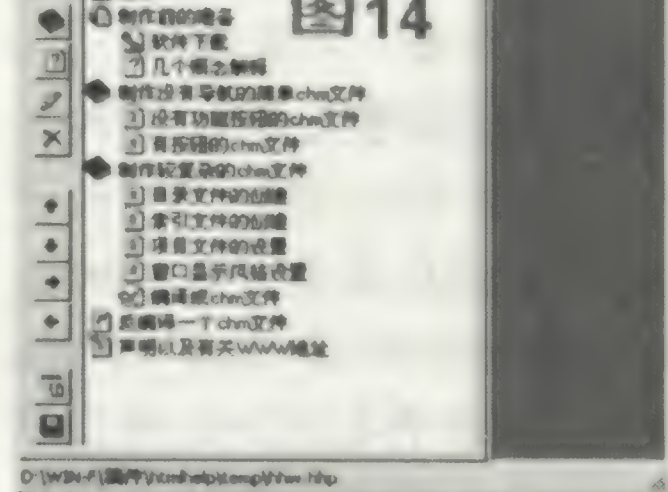 制作前的准备
图14
软件下载
几个概念解释
制作没有导航的简单chm文件
没有功能按钮的chm文件
有按钮的chm文件
制作较复杂的chm文件
目录文件的创建
索引文件的创建
项目文件的设置
窗口显示风格设置
编译成chm文件
反编译一个chm文件
声明以及有关WWW地址